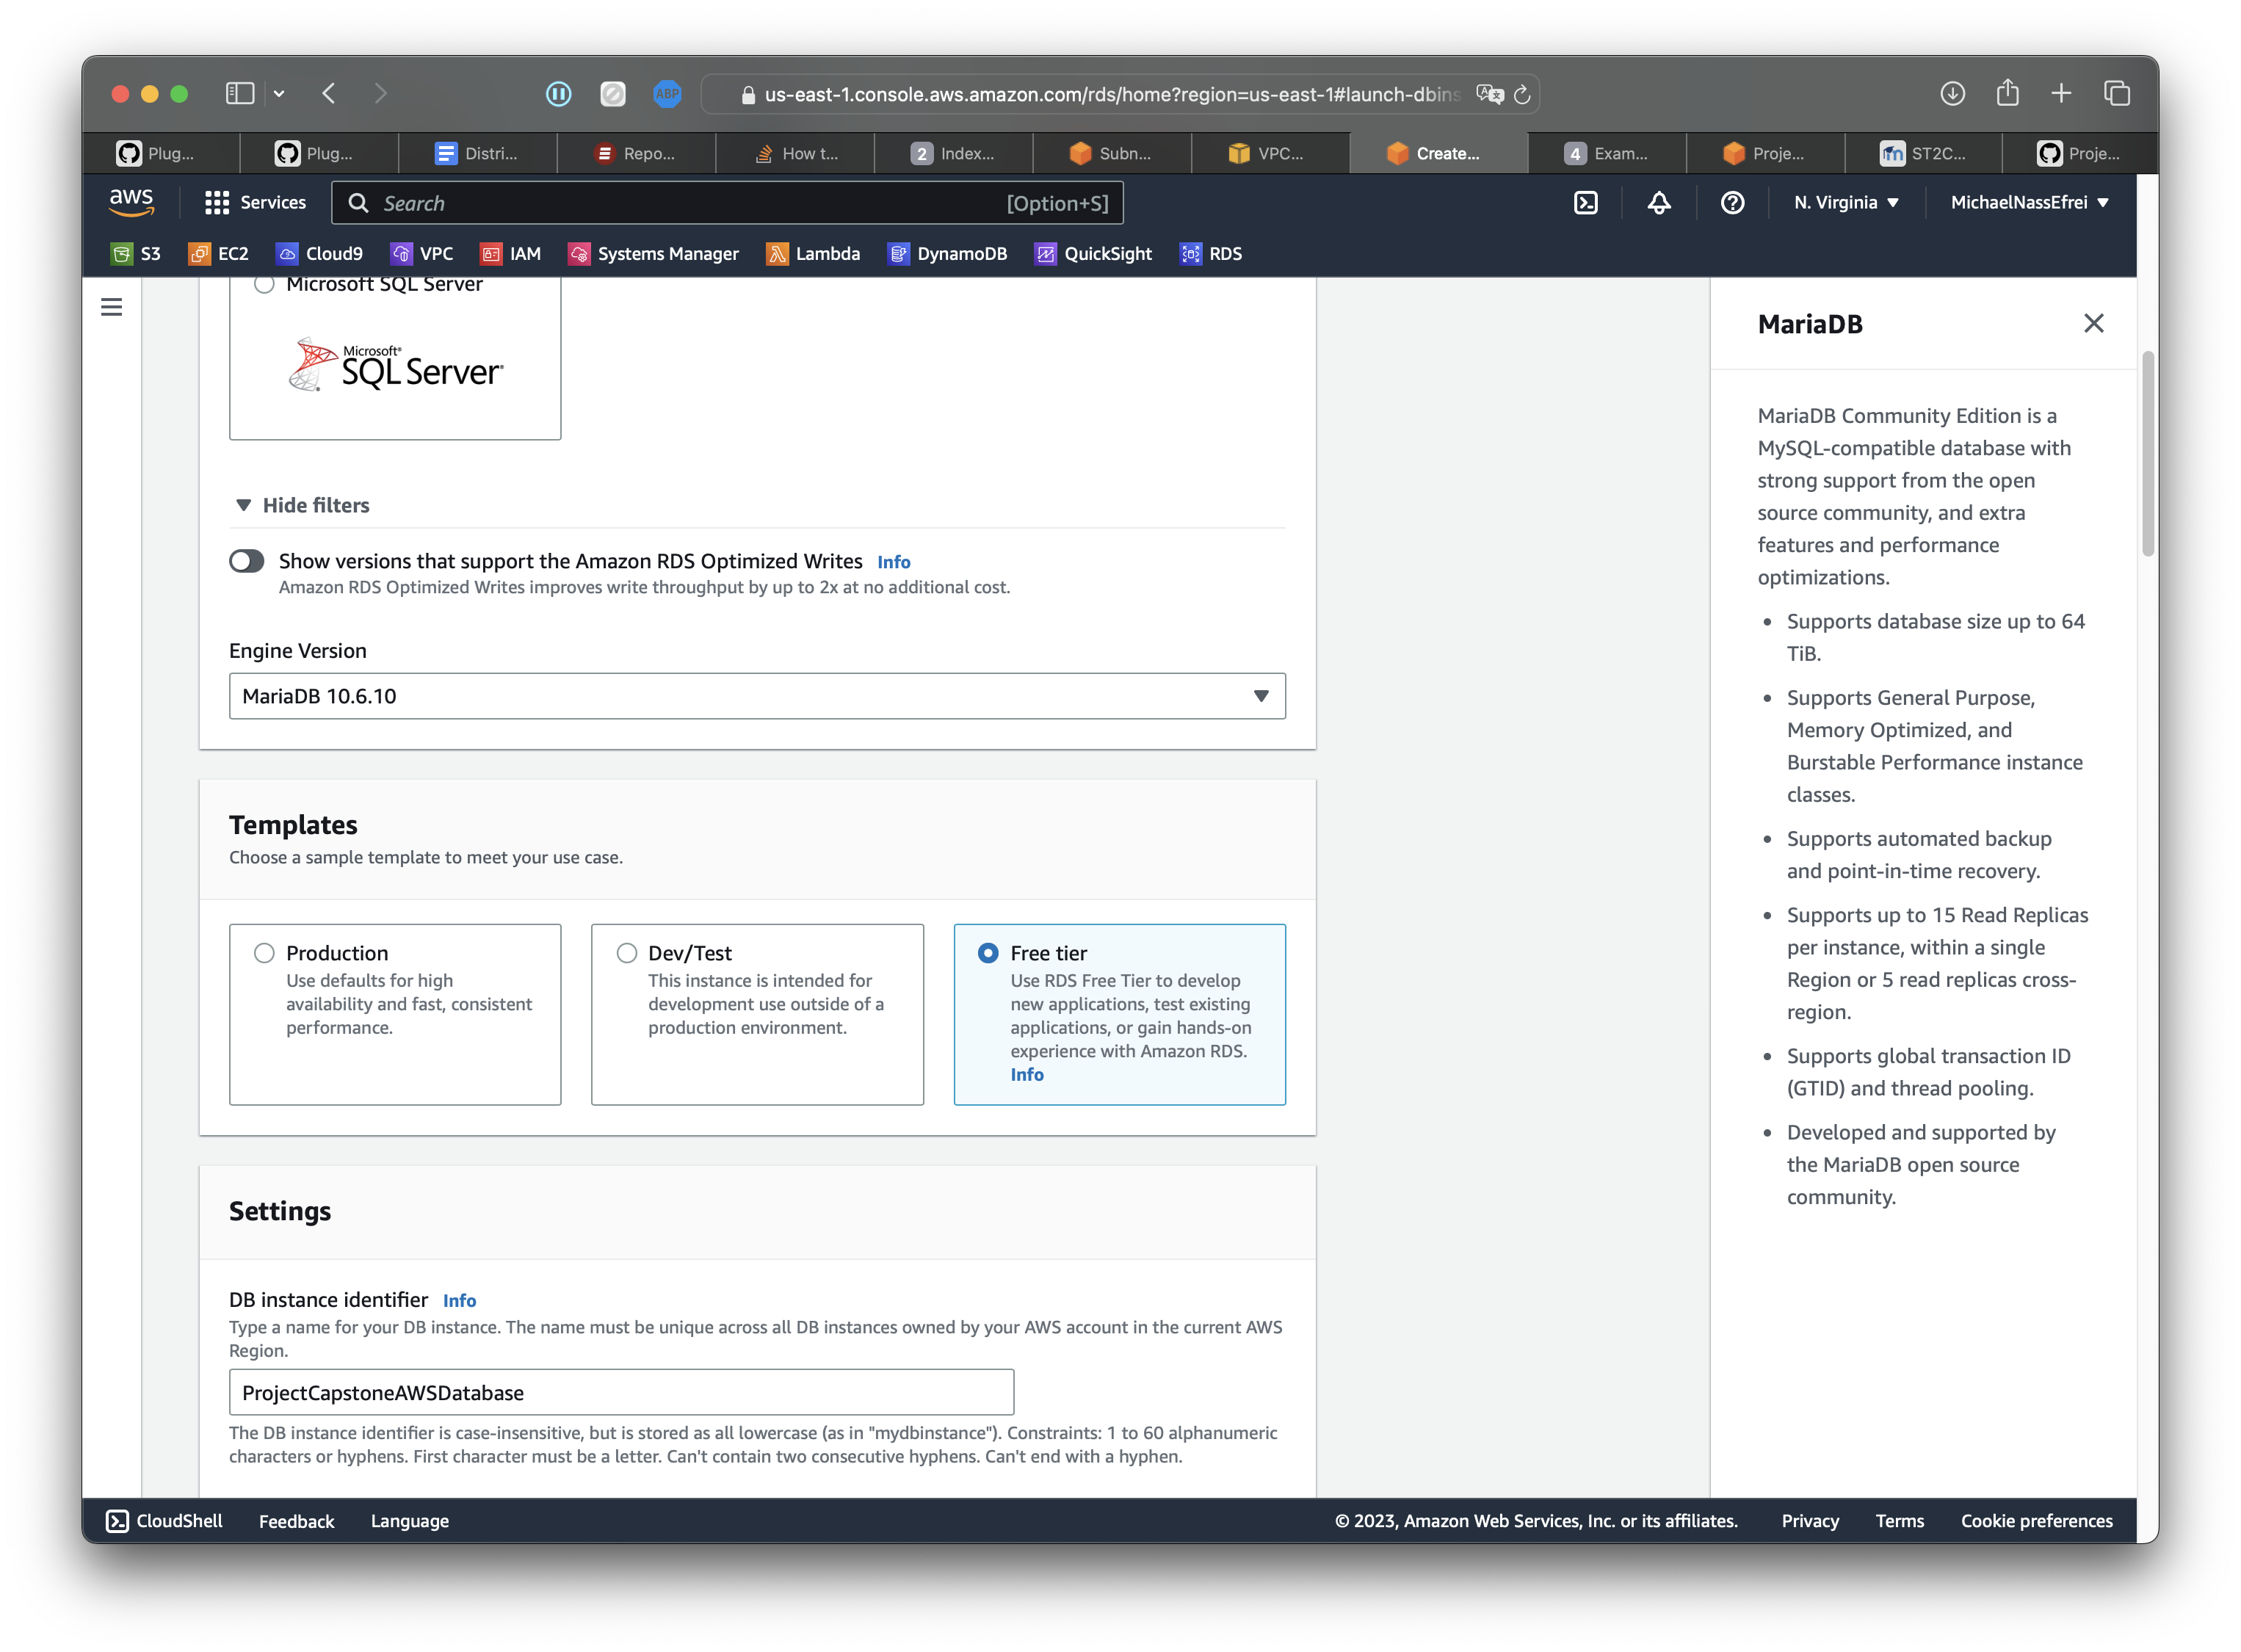 ABP
us-east-1.console.aws.amazon.com/rds/home?region=us-east-1#launch-dbins
Plug...
Plug...
Distri...
Repo...
How t...
2 Index...
Subn...
VPC...
Create...
4 Exam...
Proje...
ST2C...
Proje...
aws
Services
Search
[Option+S]
N. Virginia
MichaelNassEfrei
S3
EC2
Cloud9
VPC
IAM
Systems Manager
Lambda
DynamoDB
QuickSight
RDS
Microsoft SQL Server
Microsoft®
SQL Server
Hide filters
Show versions that support the Amazon RDS Optimized Writes Info
Amazon RDS Optimized Writes improves write throughput by up to 2x at no additional cost.
Engine Version
MariaDB 10.6.10
Templates
Choose a sample template to meet your use case.
Production
Use defaults for high
availability and fast, consistent
performance.
Dev/Test
This instance is intended for
development use outside of a
production environment.
Free tier
Use RDS Free Tier to develop
new applications, test existing
applications, or gain hands-on
experience with Amazon RDS.
Info
Settings
DB instance identifier Info
Type a name for your DB instance. The name must be unique across all DB instances owned by your AWS account in the current AWS
Region.
ProjectCapstoneAWSDatabase
The DB instance identifier is case-insensitive, but is stored as all lowercase (as in "mydbinstance"). Constraints: 1 to 60 alphanumeric
characters or hyphens. First character must be a letter. Can't contain two consecutive hyphens. Can't end with a hyphen.
MariaDB
MariaDB Community Edition is a
MySQL-compatible database with
strong support from the open
source community, and extra
features and performance
optimizations.
• Supports database size up to 64
TiB.
• Supports General Purpose,
Memory Optimized, and
Burstable Performance instance
classes.
• Supports automated backup
and point-in-time recovery.
• Supports up to 15 Read Replicas
per instance, within a single
Region or 5 read replicas cross-
region.
• Supports global transaction ID
(GTID) and thread pooling.
• Developed and supported by
the MariaDB open source
community.
CloudShell
Feedback
Language
© 2023, Amazon Web Services, Inc. or its affiliates.
Privacy
Terms
Cookie preferences